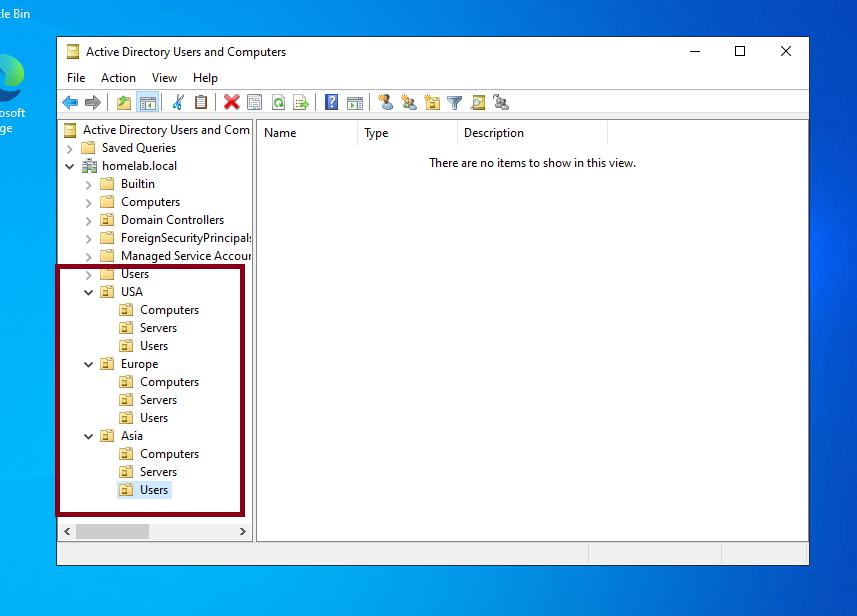 cle Bin
osoft
ge
Active Directory Users and Computers
File Action View Help
Active Directory Users and Com
Name Type Description
Saved Queries
There are no items to show in this view.
homelab.local
Builtin
Computers
Domain Controllers
ForeignSecurityPrincipals
Managed Service Accour
Users
USA
Computers
Servers
Users
Europe
Computers
Servers
Users
Asia
Computers
Servers
Users